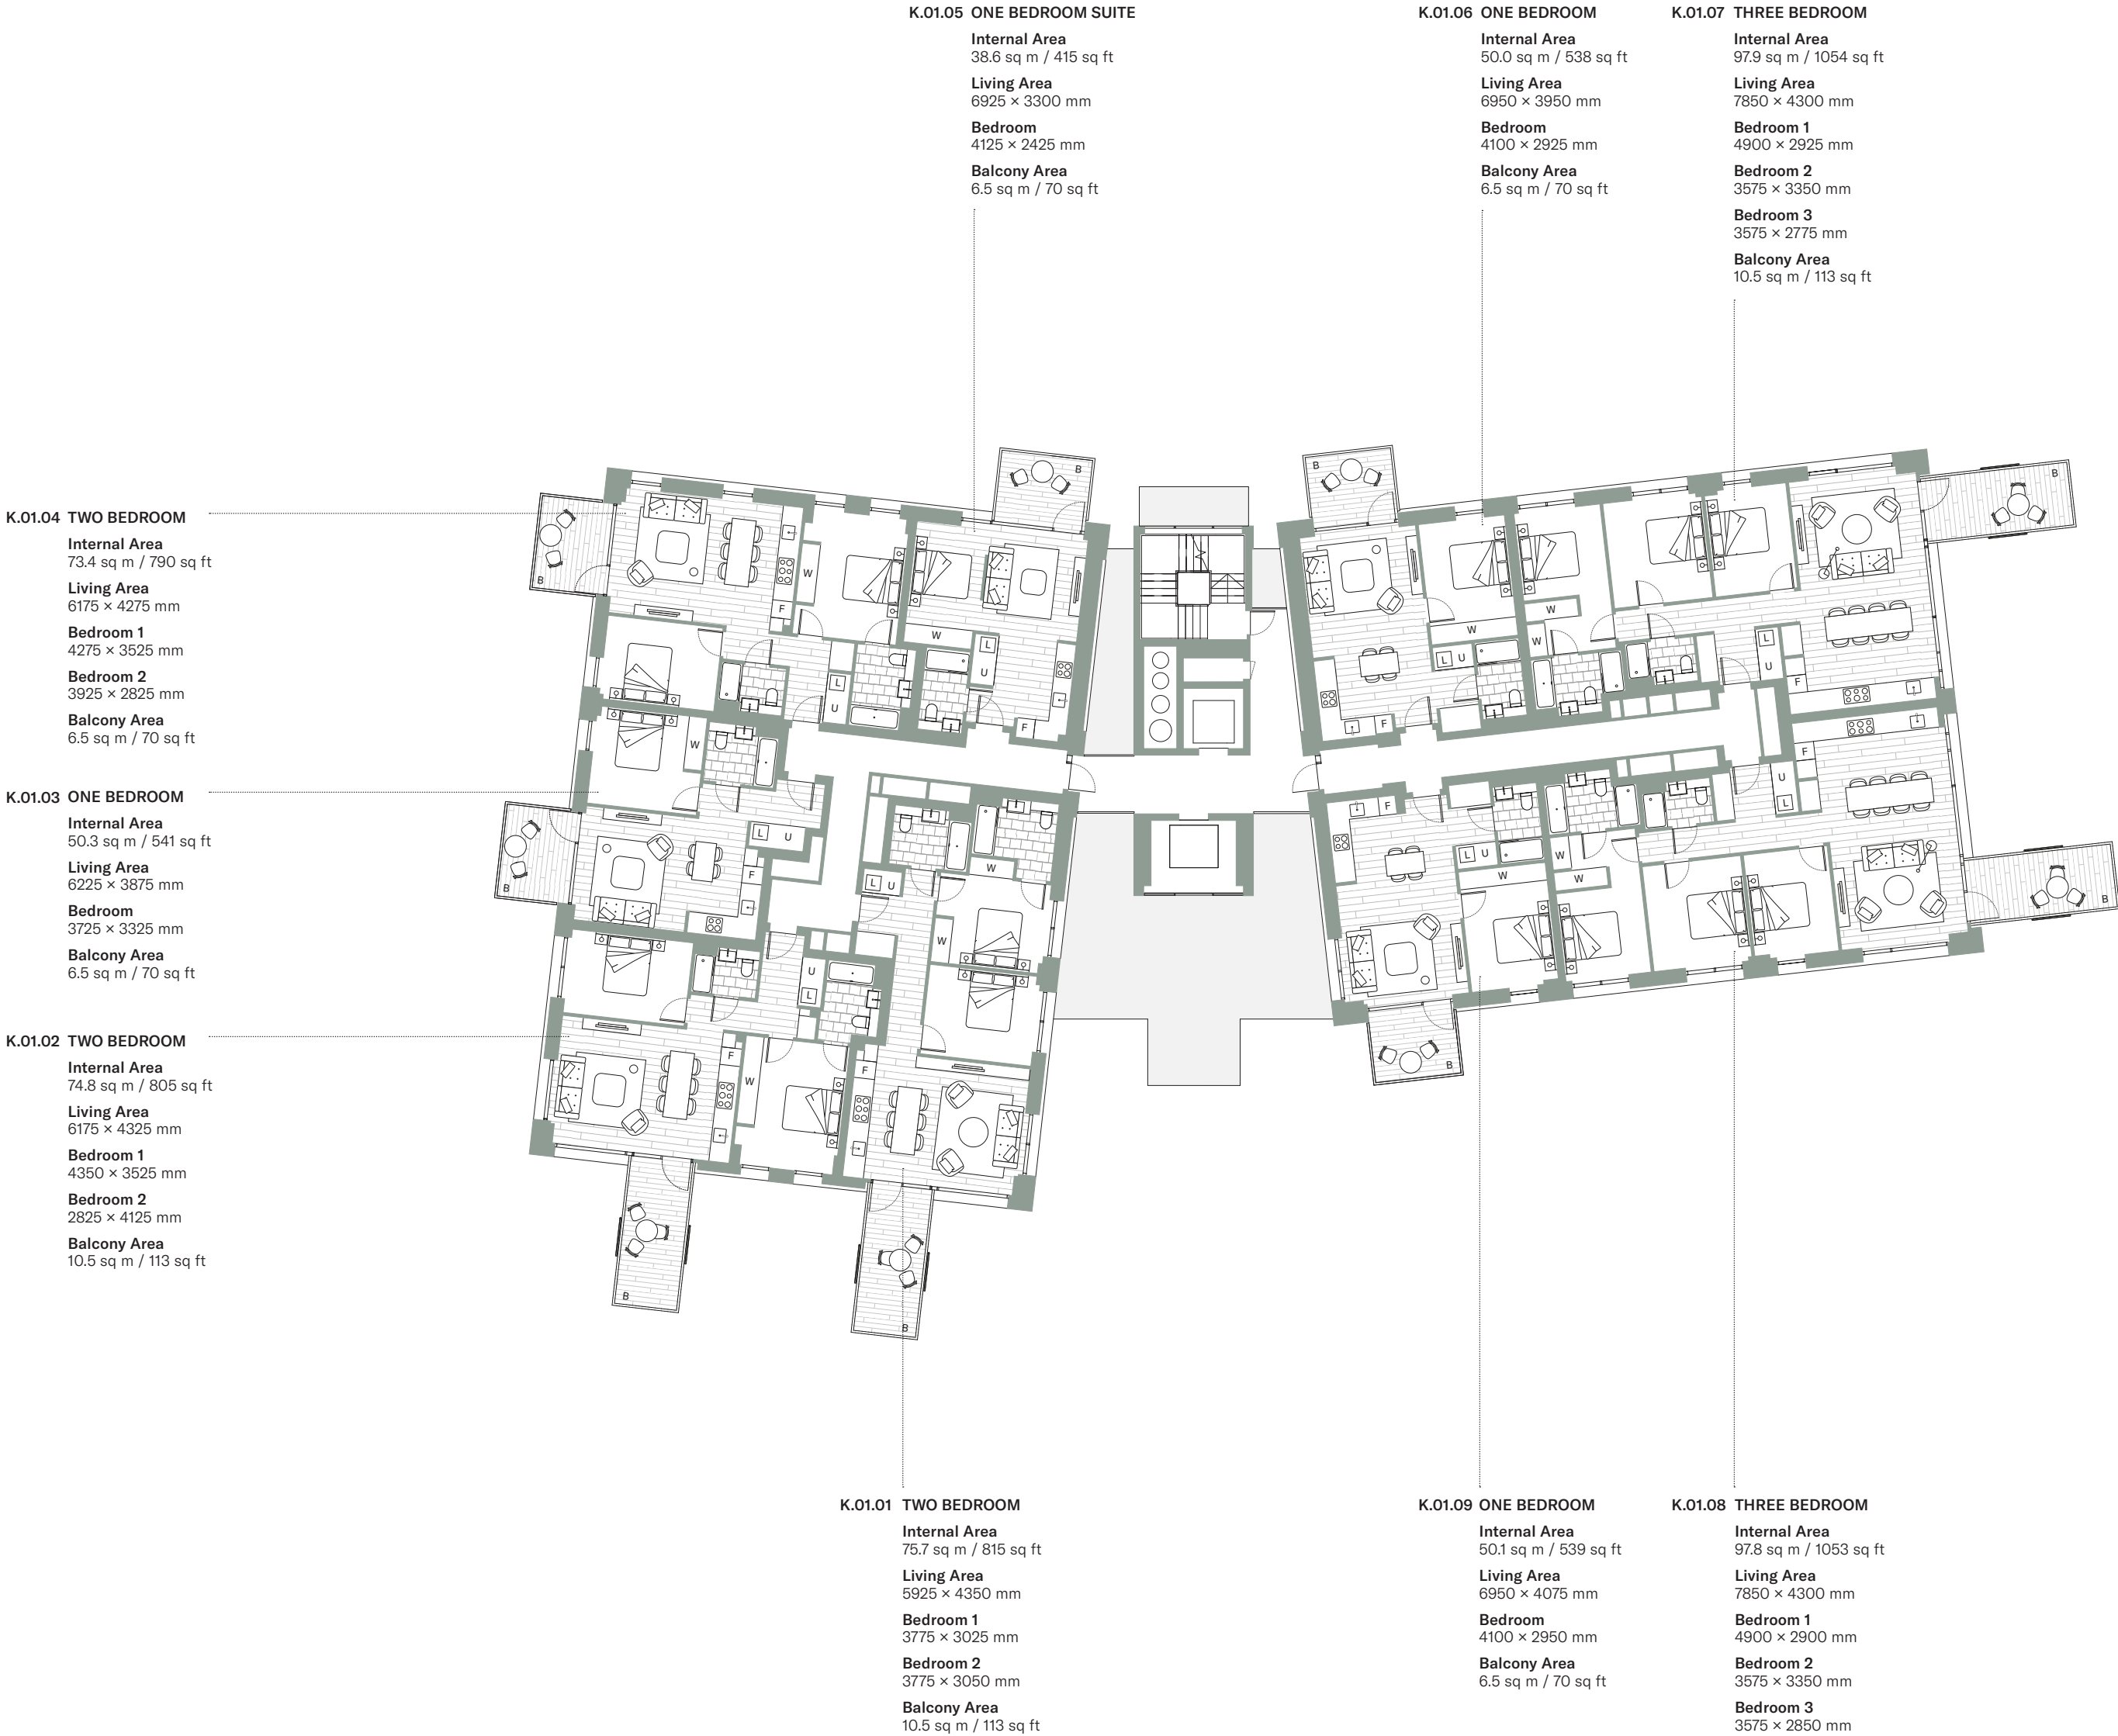 K.01.05 ONE BEDROOM SUITE
Internal Area
38.6 sq m / 415 sq ft
Living Area
6925 × 3300 mm
Bedroom
4125 × 2425 mm
Balcony Area
6.5 sq m / 70 sq ft
K.01.06 ONE BEDROOM
Internal Area
50.0 sq m / 538 sq ft
Living Area
6950 × 3950 mm
Bedroom
4100 × 2925 mm
Balcony Area
6.5 sq m / 70 sq ft
K.01.07 THREE BEDROOM
Internal Area
97.9 sq m / 1054 sq ft
Living Area
7850 × 4300 mm
Bedroom 1
4900 × 2925 mm
Bedroom 2
3575 × 3350 mm
Bedroom 3
3575 × 2775 mm
Balcony Area
10.5 sq m / 113 sq ft
K.01.04 TWO BEDROOM
Internal Area
73.4 sq m / 790 sq ft
Living Area
6175 × 4275 mm
Bedroom 1
4275 × 3525 mm
Bedroom 2
3925 × 2825 mm
Balcony Area
6.5 sq m / 70 sq ft
K.01.03 ONE BEDROOM
Internal Area
50.3 sq m / 541 sq ft
Living Area
6225 × 3875 mm
Bedroom
3725 × 3325 mm
Balcony Area
6.5 sq m / 70 sq ft
K.01.02 TWO BEDROOM
Internal Area
74.8 sq m / 805 sq ft
Living Area
6175 × 4325 mm
Bedroom 1
4350 × 3525 mm
Bedroom 2
2825 × 4125 mm
Balcony Area
10.5 sq m / 113 sq ft
B
W
F
L
U
B
W
L
U
F
B
W
L U
F
W
W
L
U
F
B
W
L U
F
B
W
L U
W
F
U
L
F
W
B
F
B
F
L U
W
W
W
F
U
L
B
B
K.01.01 TWO BEDROOM
Internal Area
75.7 sq m / 815 sq ft
Living Area
5925 × 4350 mm
Bedroom 1
3775 × 3025 mm
Bedroom 2
3775 × 3050 mm
Balcony Area
10.5 sq m / 113 sq ft
K.01.09 ONE BEDROOM
Internal Area
50.1 sq m / 539 sq ft
Living Area
6950 × 4075 mm
Bedroom
4100 × 2950 mm
Balcony Area
6.5 sq m / 70 sq ft
K.01.08 THREE BEDROOM
Internal Area
97.8 sq m / 1053 sq ft
Living Area
7850 × 4300 mm
Bedroom 1
4900 × 2900 mm
Bedroom 2
3575 × 3350 mm
Bedroom 3
3575 × 2850 mm